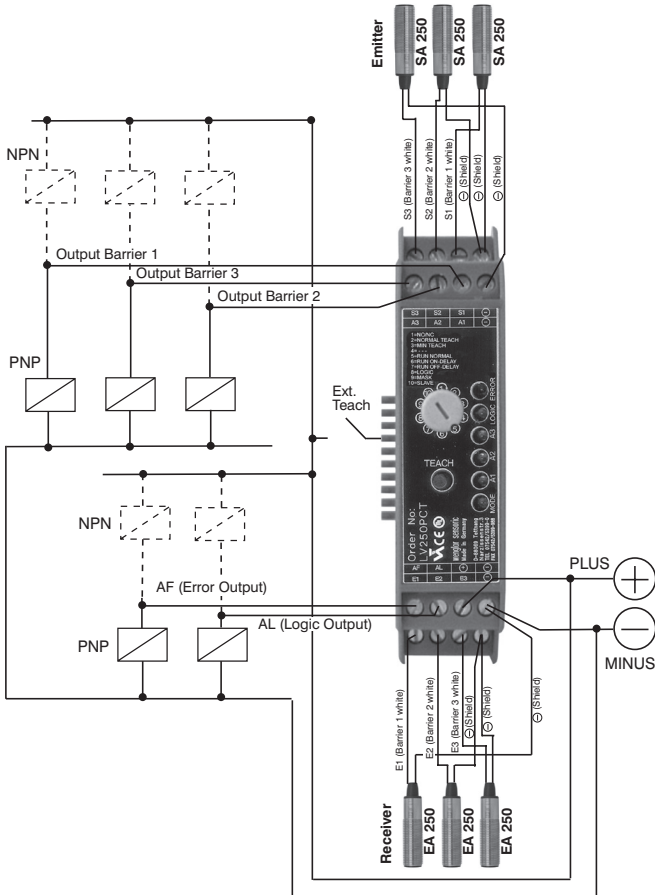 Emitter
SA 250
SA 250
SA 250
S3 (Barrier 3 white)
S2 (Barrier 2 white)
S1 (Barrier 1 white)
⊖ (Shield)
⊖ (Shield)
⊖ (Shield)
NPN
Output Barrier 1
Output Barrier 3
Output Barrier 2
PNP
S3 S2 S1 ⊖
A3 A2 A1 ⊖
1=NO/NC
2=NORMAL TEACH
3=MIN TEACH
4=---
5=RUN NORMAL
6=RUN ON-DELAY
7=RUN OFF-DELAY
8=LOGIC
9=MASK
10=SLAVE
Ext.
Teach
ERROR
LOGIC
A3
A2
A1
MODE
TEACH
Order No:
LV250PCT
CE
wenglor sensoric
Made in Germany
NPN
AF (Error Output)
PNP
AL (Logic Output)
AF AL + ⊖
E1 E2 E3 ⊖
PLUS
+
−
MINUS
E1 (Barrier 1 white)
E2 (Barrier 2 white)
E3 (Barrier 3 white)
⊖ (Shield)
⊖ (Shield)
⊖ (Shield)
Receiver
EA 250
EA 250
EA 250